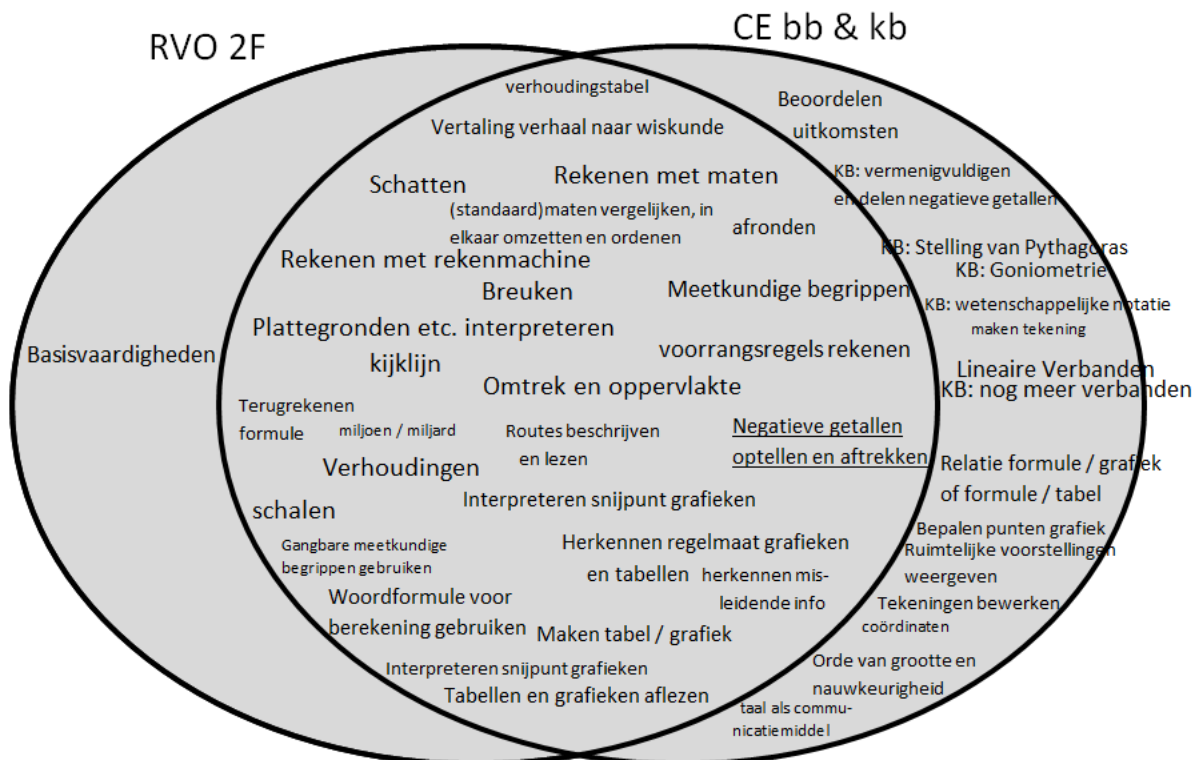 RVO 2F
CE bb & kb
verhoudingstabel
Vertaling verhaal naar wiskunde
Schatten
Rekenen met maten
(standaard)maten vergelijken, in
elkaar omzetten en ordenen
afronden
Rekenen met rekenmachine
Breuken
Meetkundige begrippen
Plattegronden etc. interpreteren
kijklijn
voorrangsregels rekenen
Omtrek en oppervlakte
Basisvaardigheden
Terugrekenen
formule
miljoen / miljard
Routes beschrijven
en lezen
Negatieve getallen
optellen en aftrekken
Verhoudingen
Interpreteren snijpunt grafieken
schalen
Gangbare meetkundige
begrippen gebruiken
Herkennen regelmaat grafieken
en tabellen
herkennen mis-
leidende info
Woordformule voor
berekening gebruiken
Maken tabel / grafiek
Interpreteren snijpunt grafieken
Tabellen en grafieken aflezen
Beoordelen
uitkomsten
KB: vermenigvuldigen
en delen negatieve getallen
KB: Stelling van Pythagoras
KB: Goniometrie
KB: wetenschappelijke notatie
maken tekening
Lineaire Verbanden
KB: nog meer verbanden
Relatie formule / grafiek
of formule / tabel
Bepalen punten grafiek
Ruimtelijke voorstellingen
weergeven
Tekeningen bewerken
coördinaten
Orde van grootte en
nauwkeurigheid
taal als commu-
nicatiemiddel